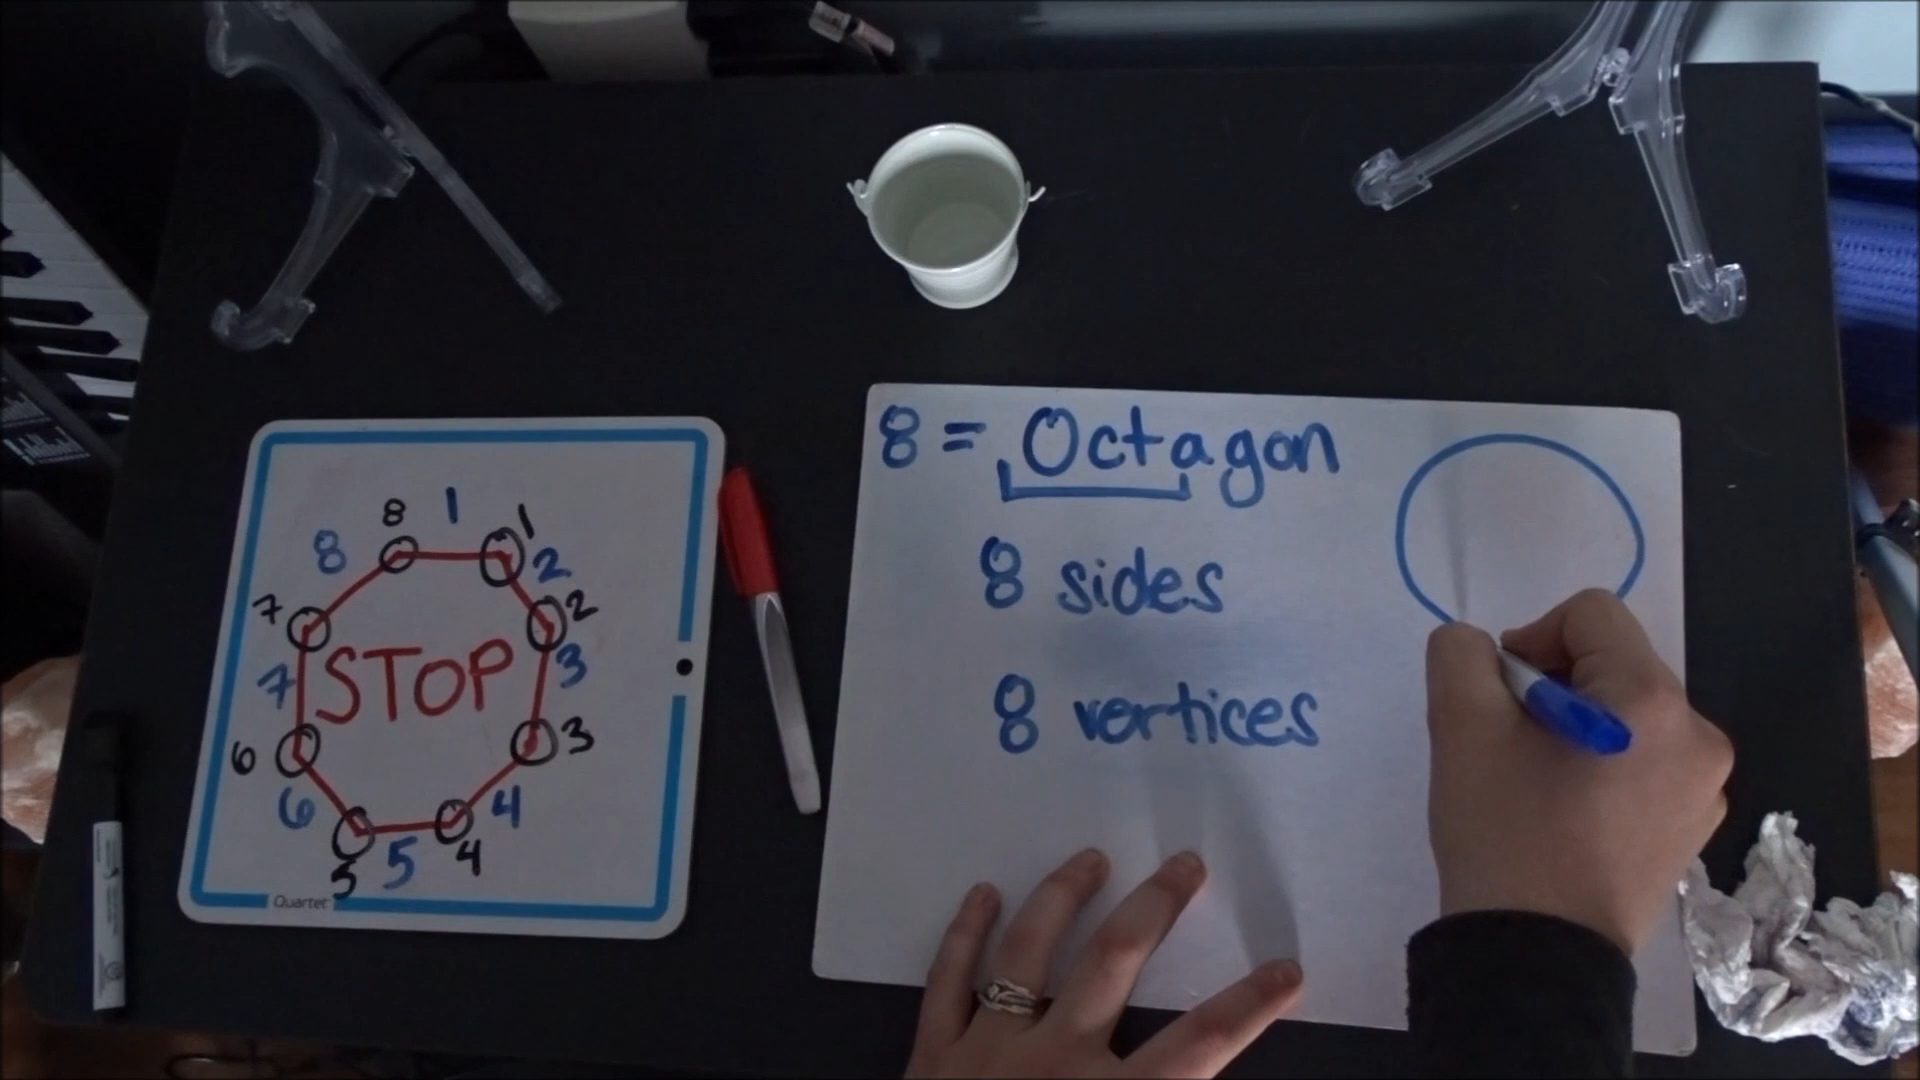 8 1 1
8 2
7 2
STOP
7 3
6 3
6 4
5 5 4
Quartet
8 = Octagon
8 sides
8 vertices